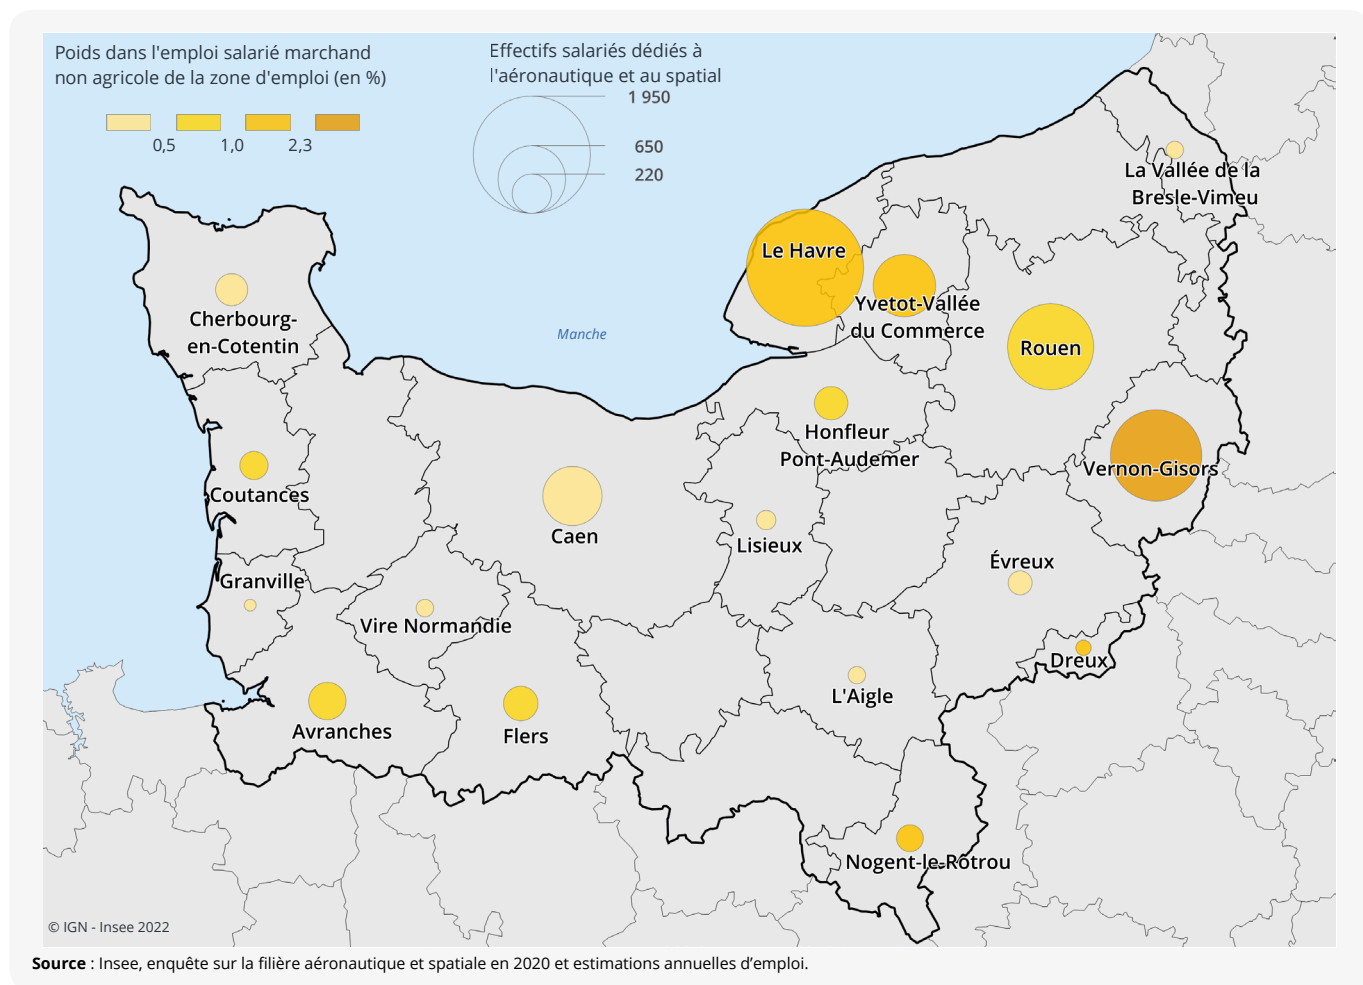 Poids dans l'emploi salarié marchand
non agricole de la zone d'emploi (en %)
0,5
1,0
2,3
Effectifs salariés dédiés à
l'aéronautique et au spatial
1 950
650
220
La Vallée de la
Bresle-Vimeu
Le Havre
Yvetot-Vallée
du Commerce
Cherbourg-
en-Cotentin
Manche
Rouen
Honfleur
Pont-Audemer
Vernon-Gisors
Coutances
Caen
Lisieux
Évreux
Granville
Vire Normandie
Dreux
L'Aigle
Avranches
Flers
Nogent-le-Rotrou
© IGN - Insee 2022
Source : Insee, enquête sur la filière aéronautique et spatiale en 2020 et estimations annuelles d’emploi.